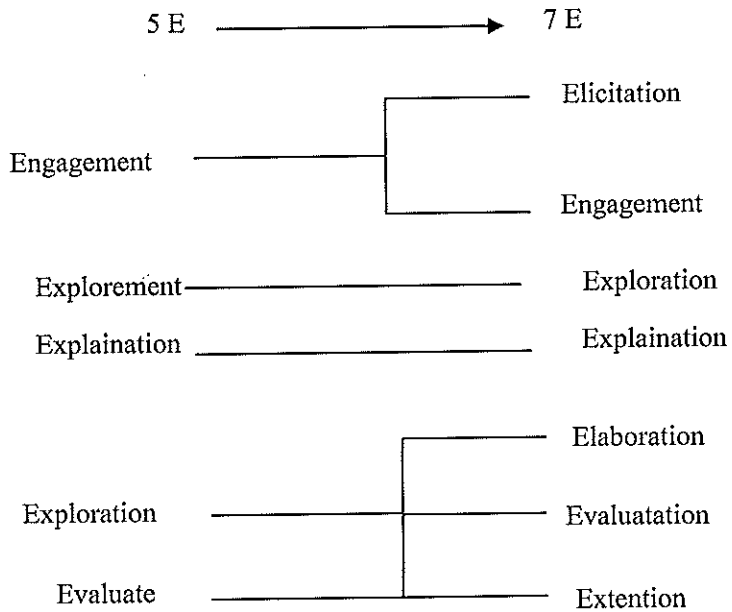 5 E 7 E
Elicitation
Engagement
Engagement
Explorement Exploration
Explaination Explaination
Elaboration
Exploration Evaluatation
Evaluate Extention